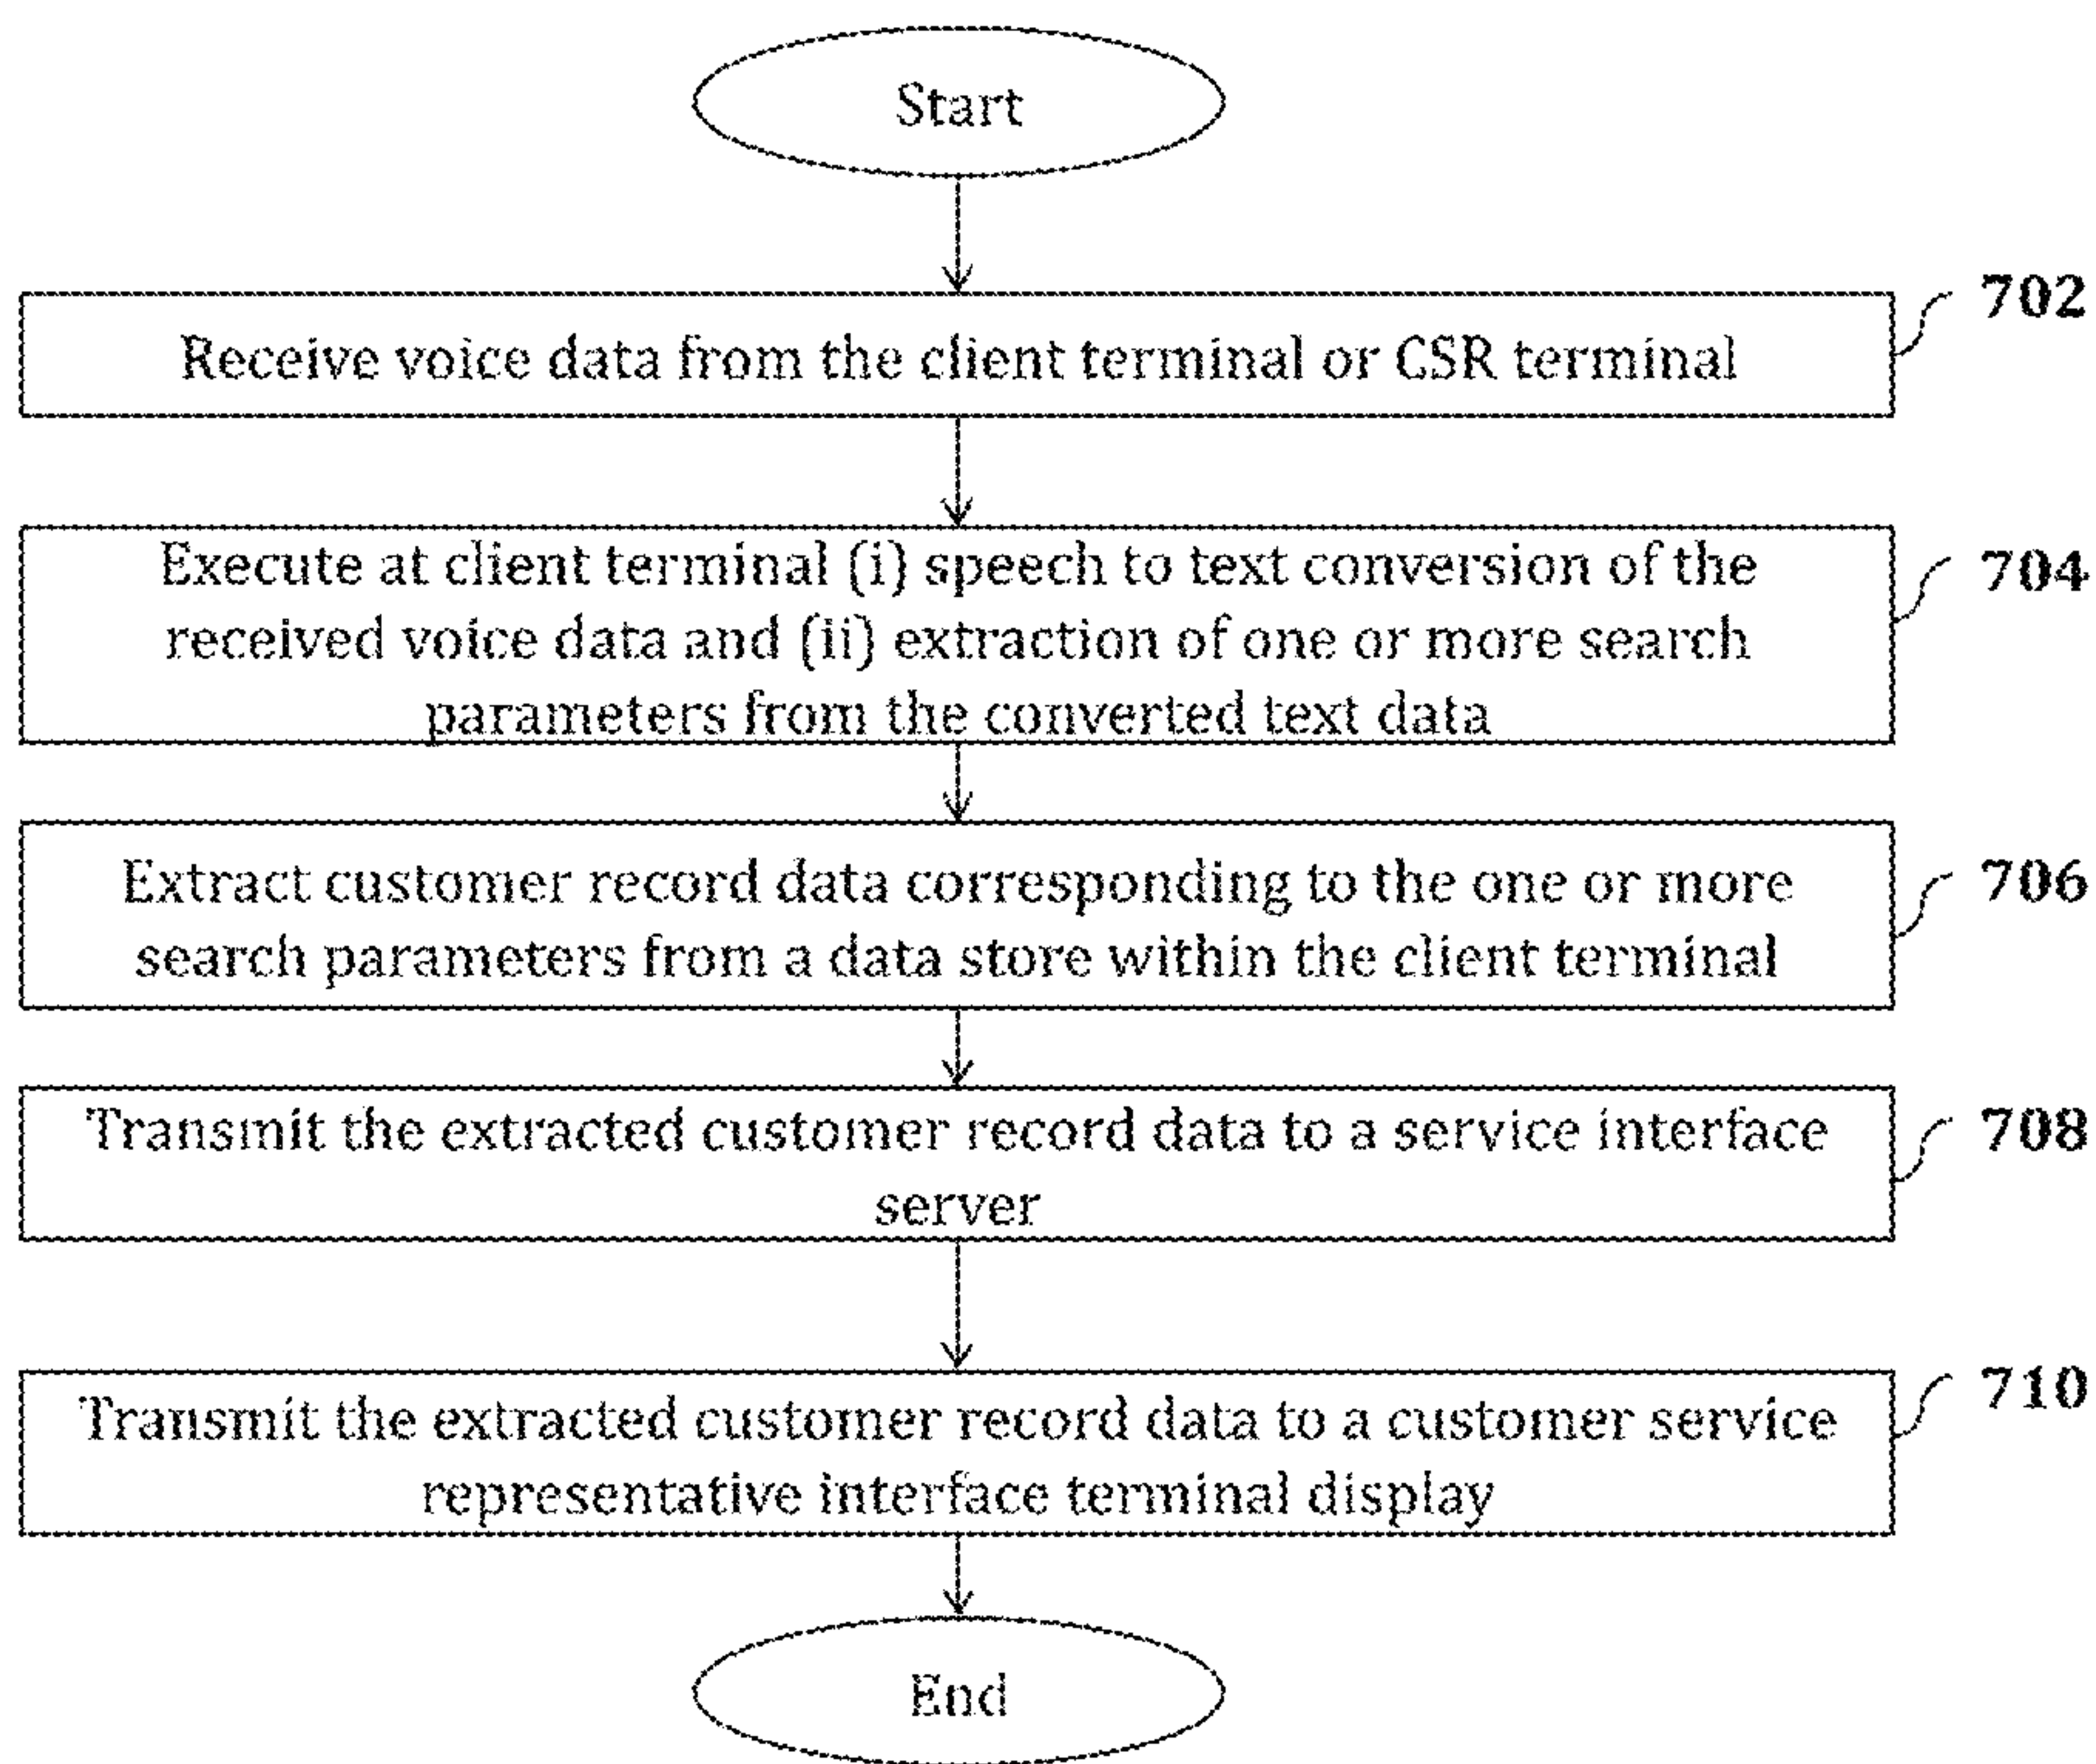 Start
702
Receive voice data from the client terminal or CSR terminal
704
Execute at client terminal (i) speech to text conversion of the
received voice data and (ii) extraction of one or more search
parameters from the converted text data
706
Extract customer record data corresponding to the one or more
search parameters from a data store within the client terminal
708
Transmit the extracted customer record data to a service interface
server
710
Transmit the extracted customer record data to a customer service
representative interface terminal display
End